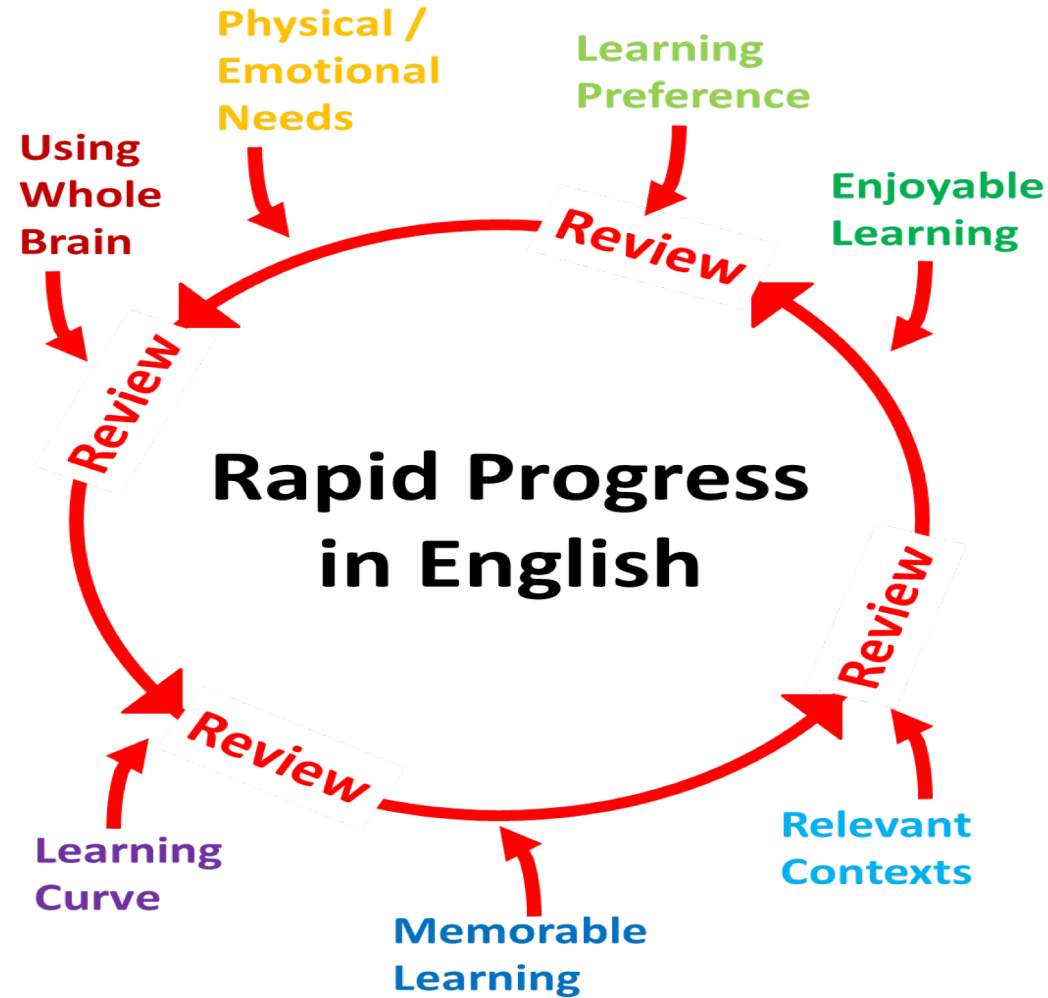 Physical /
Emotional
Needs
Learning
Preference
Using
Whole
Brain
Enjoyable
Learning
Review
Review
Rapid Progress
in English
Review
Review
Relevant
Contexts
Learning
Curve
Memorable
Learning